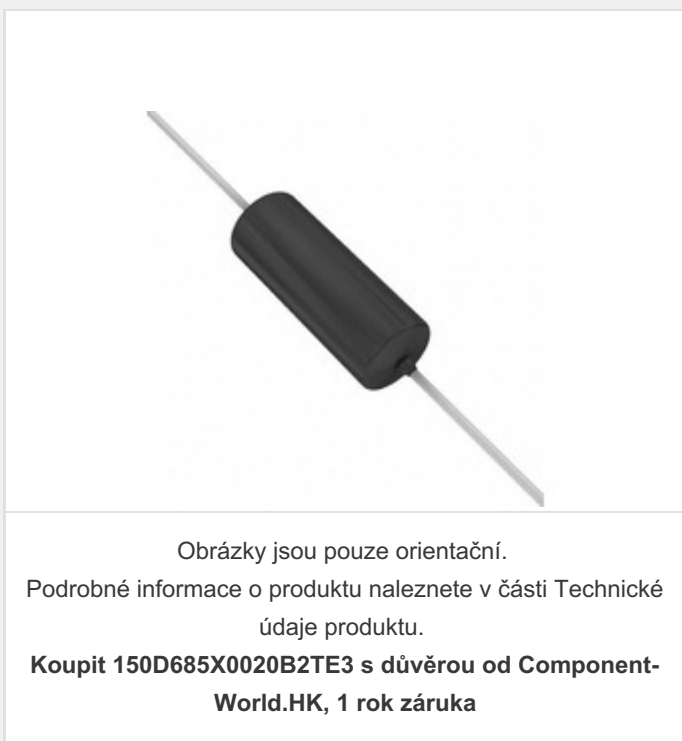 Obrázky jsou pouze orientační.
Podrobné informace o produktu naleznete v části Technické
údaje produktu.
Koupit 150D685X0020B2TE3 s důvěrou od Component-
World.HK, 1 rok záruka